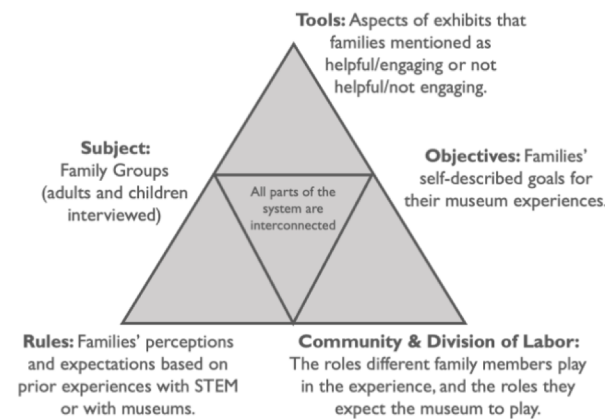 Tools: Aspects of exhibits that
families mentioned as
helpful/engaging or not
helpful/not engaging.
Subject:
Family Groups
(adults and children
interviewed)
Objectives: Families'
self-described goals for
their museum experiences.
All parts of the
system are
interconnected
Rules: Families' perceptions
and expectations based on
prior experiences with STEM
or with museums.
Community & Division of Labor:
The roles different family members play
in the experience, and the roles they
expect the museum to play.